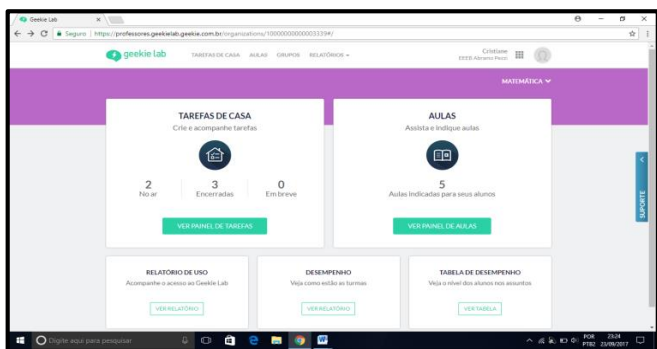 Geekie Lab
Seguro | https://professores.geekielab.geekie.com.br/organizations/10000000000003339#/
geekie lab TAREFAS DE CASA AULAS GRUPOS RELATÓRIOS Cristiane
EEEB Abramo Pezzi
MATEMÁTICA
TAREFAS DE CASA
Crie e acompanhe tarefas
2 3 0
No ar Encerradas Em breve
VER PAINEL DE TAREFAS
AULAS
Assista e indique aulas
5
Aulas indicadas para seus alunos
VER PAINEL DE AULAS
SUPORTE
RELATÓRIO DE USO
Acompanhe o acesso ao Geekie Lab
VER RELATÓRIO
DESEMPENHO
Veja como estão as turmas
VER RELATÓRIO
TABELA DE DESEMPENHO
Veja o nível dos alunos nos assuntos
VER TABELA
Digite aqui para pesquisar
POR 23:24
PTB2 23/09/2017